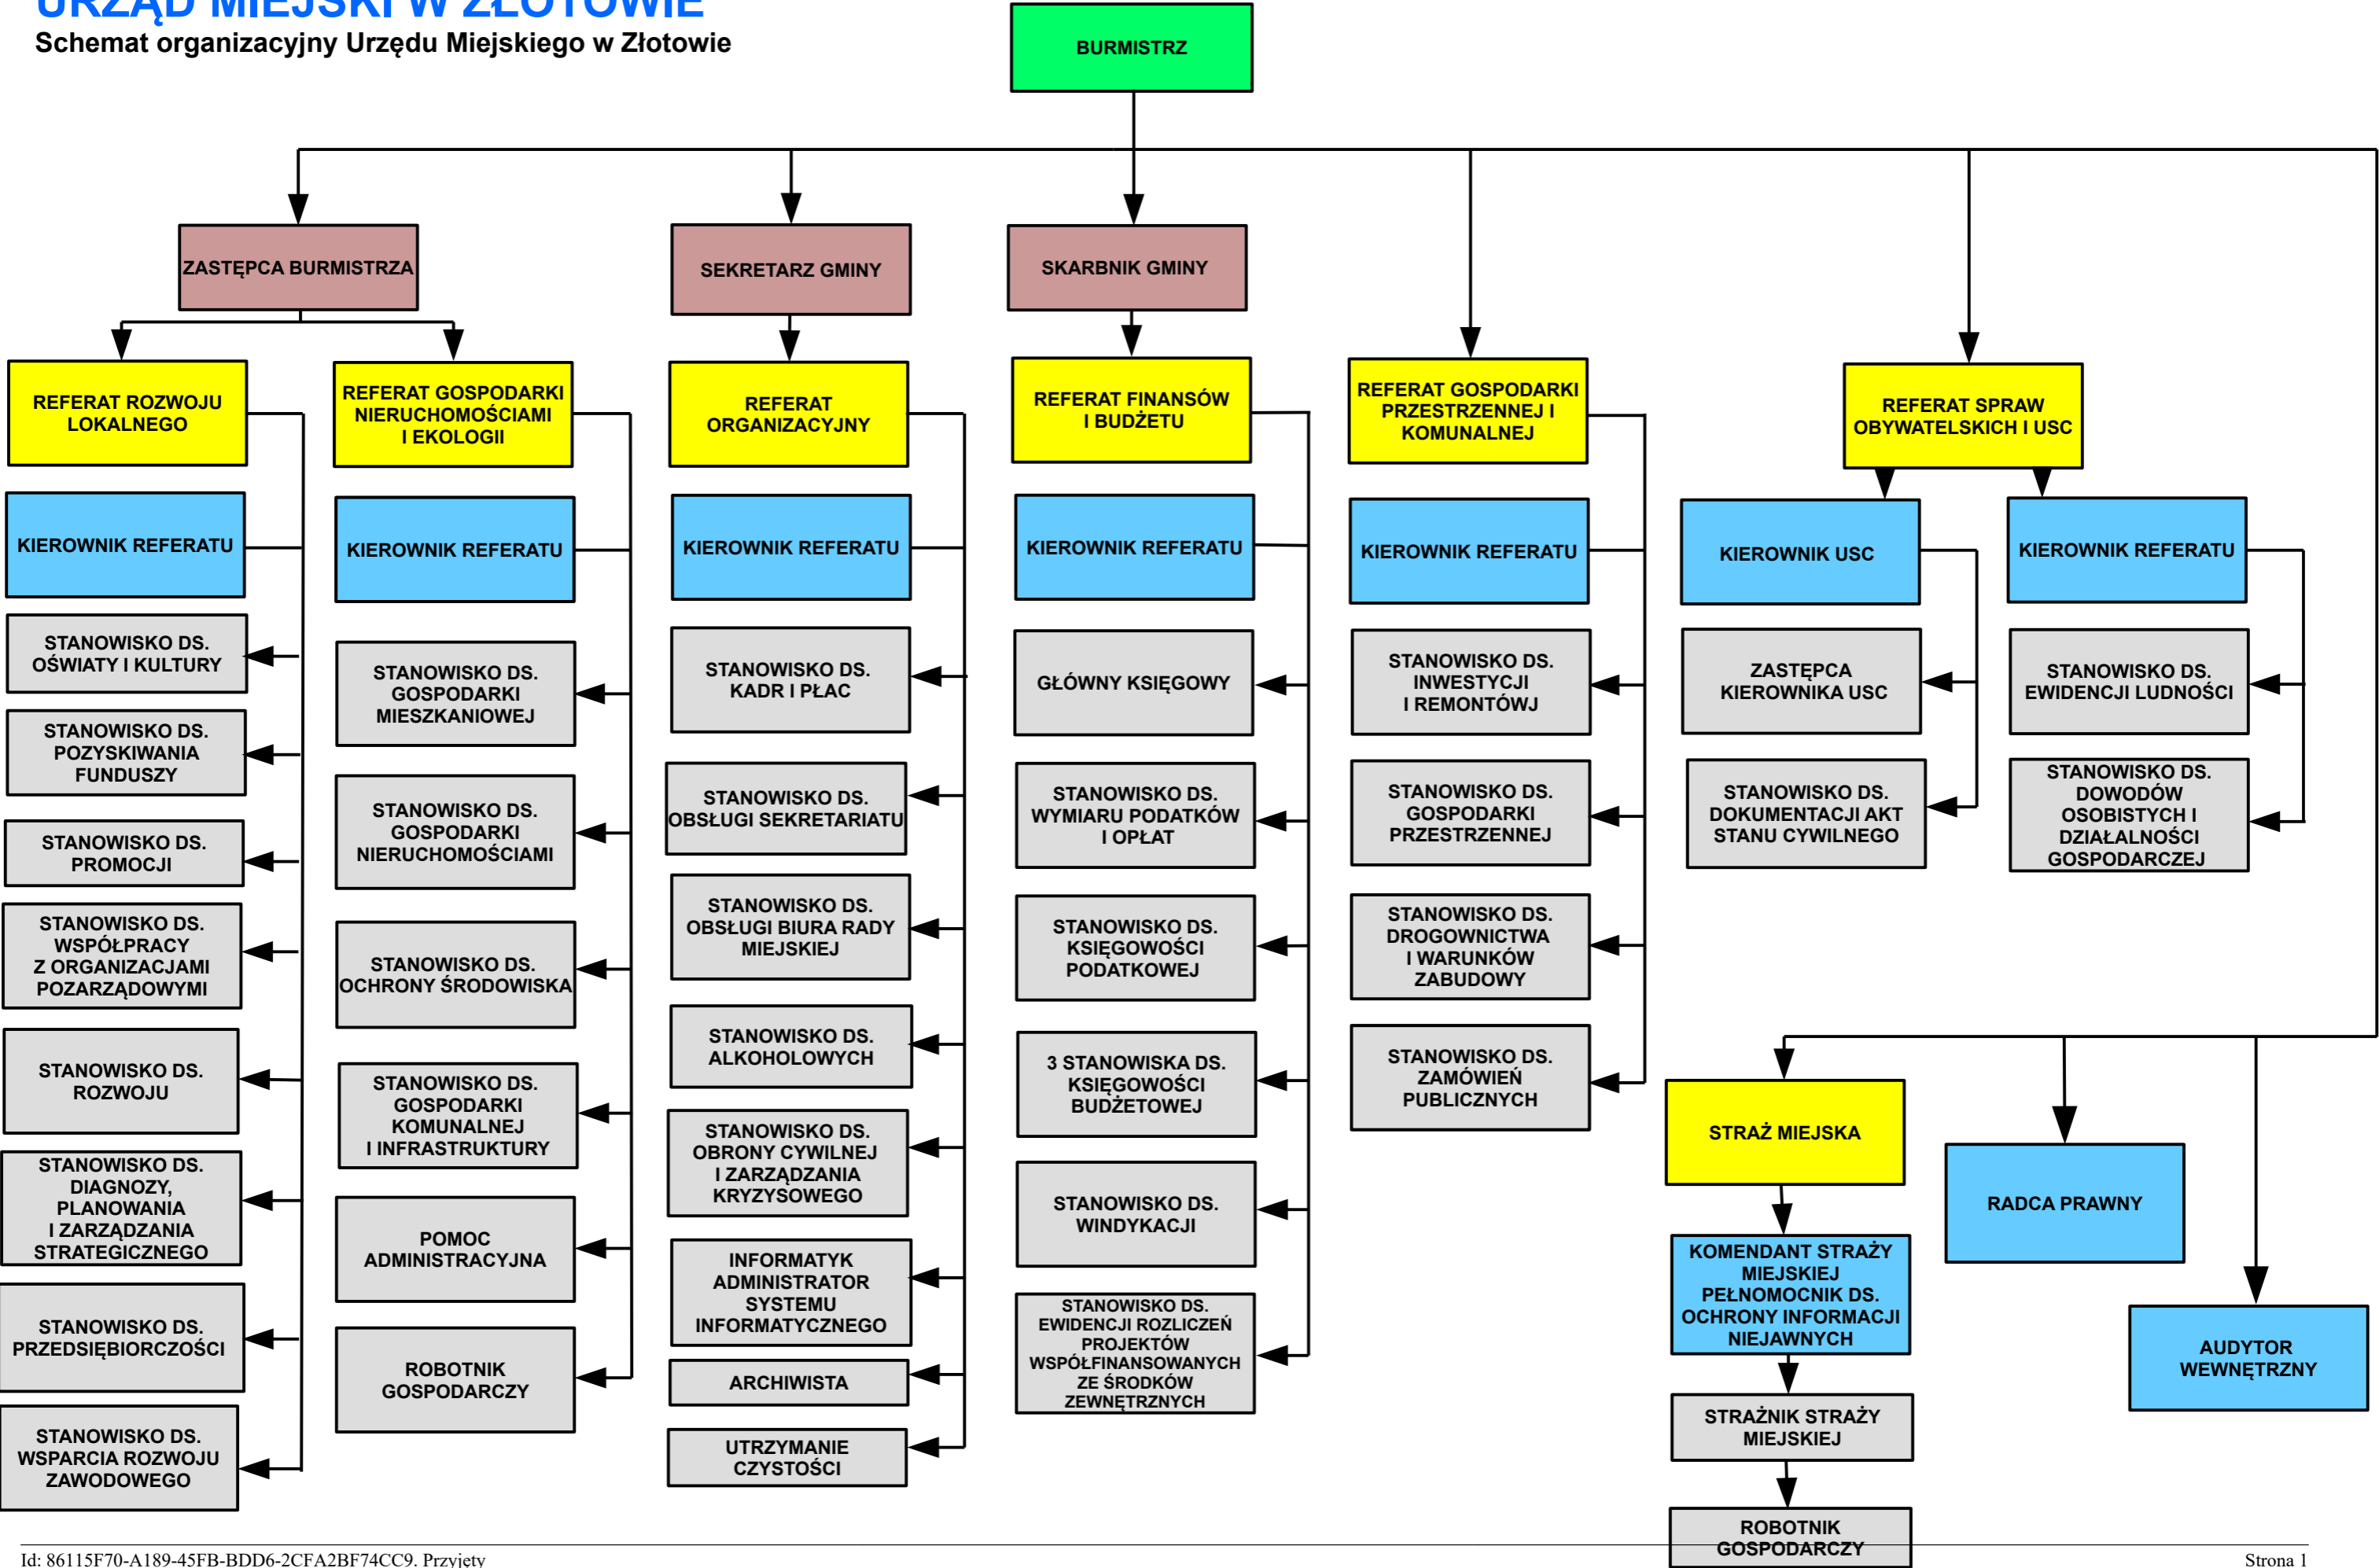 URZĄD MIEJSKI W ZŁOTOWIE
Schemat organizacyjny Urzędu Miejskiego w Złotowie
BURMISTRZ
ZASTĘPCA BURMISTRZA
SEKRETARZ GMINY
SKARBNIK GMINY
REFERAT ROZWOJU
LOKALNEGO
KIEROWNIK REFERATU
STANOWISKO DS.
OŚWIATY I KULTURY
STANOWISKO DS.
POZYSKIWANIA
FUNDUSZY
STANOWISKO DS.
PROMOCJI
STANOWISKO DS.
WSPÓŁPRACY
Z ORGANIZACJAMI
POZARZĄDOWYMI
STANOWISKO DS.
ROZWOJU
STANOWISKO DS.
DIAGNOZY,
PLANOWANIA
I ZARZĄDZANIA
STRATEGICZNEGO
STANOWISKO DS.
PRZEDSIĘBIORCZOŚCI
STANOWISKO DS.
WSPARCIA ROZWOJU
ZAWODOWEGO
REFERAT GOSPODARKI
NIERUCHOMOŚCIAMI
I EKOLOGII
KIEROWNIK REFERATU
STANOWISKO DS.
GOSPODARKI
MIESZKANIOWEJ
STANOWISKO DS.
GOSPODARKI
NIERUCHOMOŚCIAMI
STANOWISKO DS.
OCHRONY ŚRODOWISKA
STANOWISKO DS.
GOSPODARKI
KOMUNALNEJ
I INFRASTRUKTURY
POMOC
ADMINISTRACYJNA
ROBOTNIK
GOSPODARCZY
REFERAT
ORGANIZACYJNY
KIEROWNIK REFERATU
STANOWISKO DS.
KADR I PŁAC
STANOWISKO DS.
OBSŁUGI SEKRETARIATU
STANOWISKO DS.
OBSŁUGI BIURA RADY
MIEJSKIEJ
STANOWISKO DS.
ALKOHOLOWYCH
STANOWISKO DS.
OBRONY CYWILNEJ
I ZARZĄDZANIA
KRYZYSOWEGO
INFORMATYK
ADMINISTRATOR
SYSTEMU
INFORMATYCZNEGO
ARCHIWISTA
UTRZYMANIE
CZYSTOŚCI
REFERAT FINANSÓW
I BUDŻETU
KIEROWNIK REFERATU
GŁÓWNY KSIĘGOWY
STANOWISKO DS.
WYMIARU PODATKÓW
I OPŁAT
STANOWISKO DS.
KSIĘGOWOŚCI
PODATKOWEJ
3 STANOWISKA DS.
KSIĘGOWOŚCI
BUDŻETOWEJ
STANOWISKO DS.
WINDYKACJI
STANOWISKO DS.
EWIDENCJI ROZLICZEŃ
PROJEKTÓW
WSPÓŁFINANSOWANYCH
ZE ŚRODKÓW
ZEWNĘTRZNYCH
REFERAT GOSPODARKI
PRZESTRZENNEJ I
KOMUNALNEJ
KIEROWNIK REFERATU
STANOWISKO DS.
INWESTYCJI
I REMONTÓWJ
STANOWISKO DS.
GOSPODARKI
PRZESTRZENNEJ
STANOWISKO DS.
DROGOWNICTWA
I WARUNKÓW
ZABUDOWY
STANOWISKO DS.
ZAMÓWIEŃ
PUBLICZNYCH
REFERAT SPRAW
OBYWATELSKICH I USC
KIEROWNIK USC
ZASTĘPCA
KIEROWNIKA USC
STANOWISKO DS.
DOKUMENTACJI AKT
STANU CYWILNEGO
KIEROWNIK REFERATU
STANOWISKO DS.
EWIDENCJI LUDNOŚCI
STANOWISKO DS.
DOWODÓW
OSOBISTYCH I
DZIAŁALNOŚCI
GOSPODARCZEJ
STRAŻ MIEJSKA
KOMENDANT STRAŻY
MIEJSKIEJ
PEŁNOMOCNIK DS.
OCHRONY INFORMACJI
NIEJAWNYCH
STRAŻNIK STRAŻY
MIEJSKIEJ
ROBOTNIK
GOSPODARCZY
RADCA PRAWNY
AUDYTOR
WEWNĘTRZNY
Id: 86115F70-A189-45FB-BDD6-2CFA2BF74CC9. Przyjęty
Strona 1